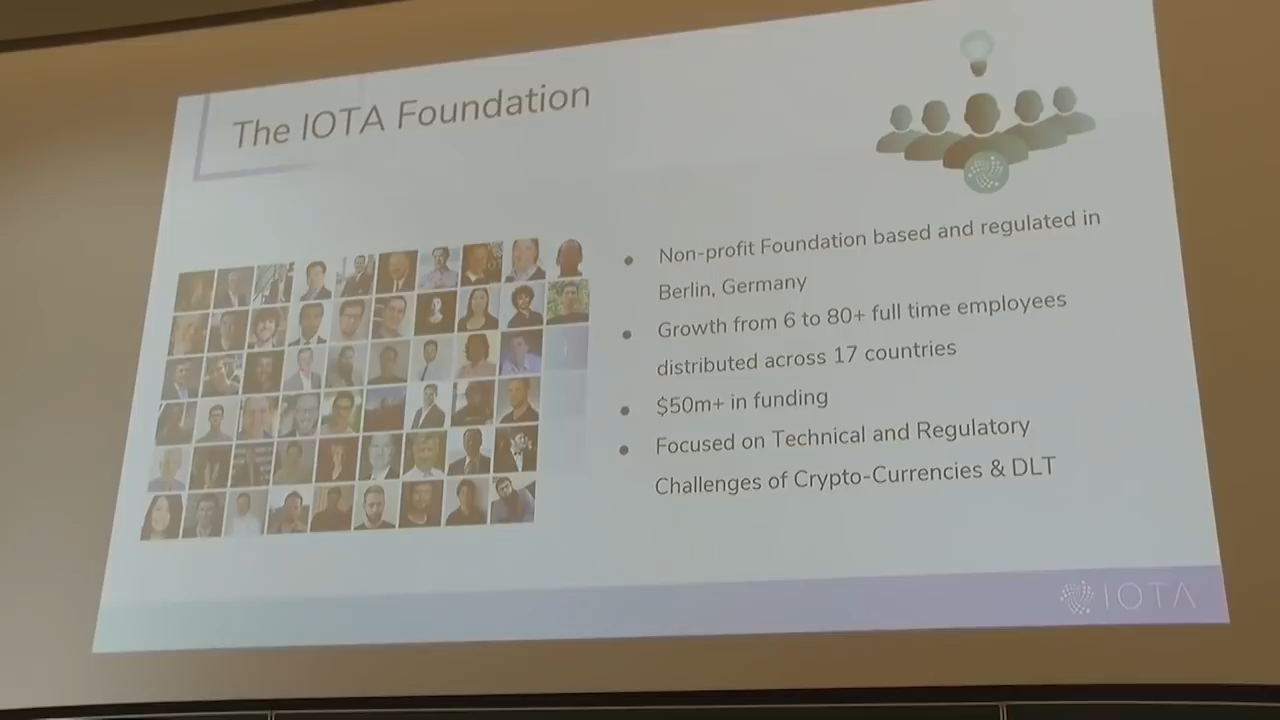 The IOTA Foundation
Non-profit Foundation based and regulated in
Berlin, Germany
Growth from 6 to 80+ full time employees
distributed across 17 countries
$50m+ in funding
Focused on Technical and Regulatory
Challenges of Crypto-Currencies & DLT
IOTA